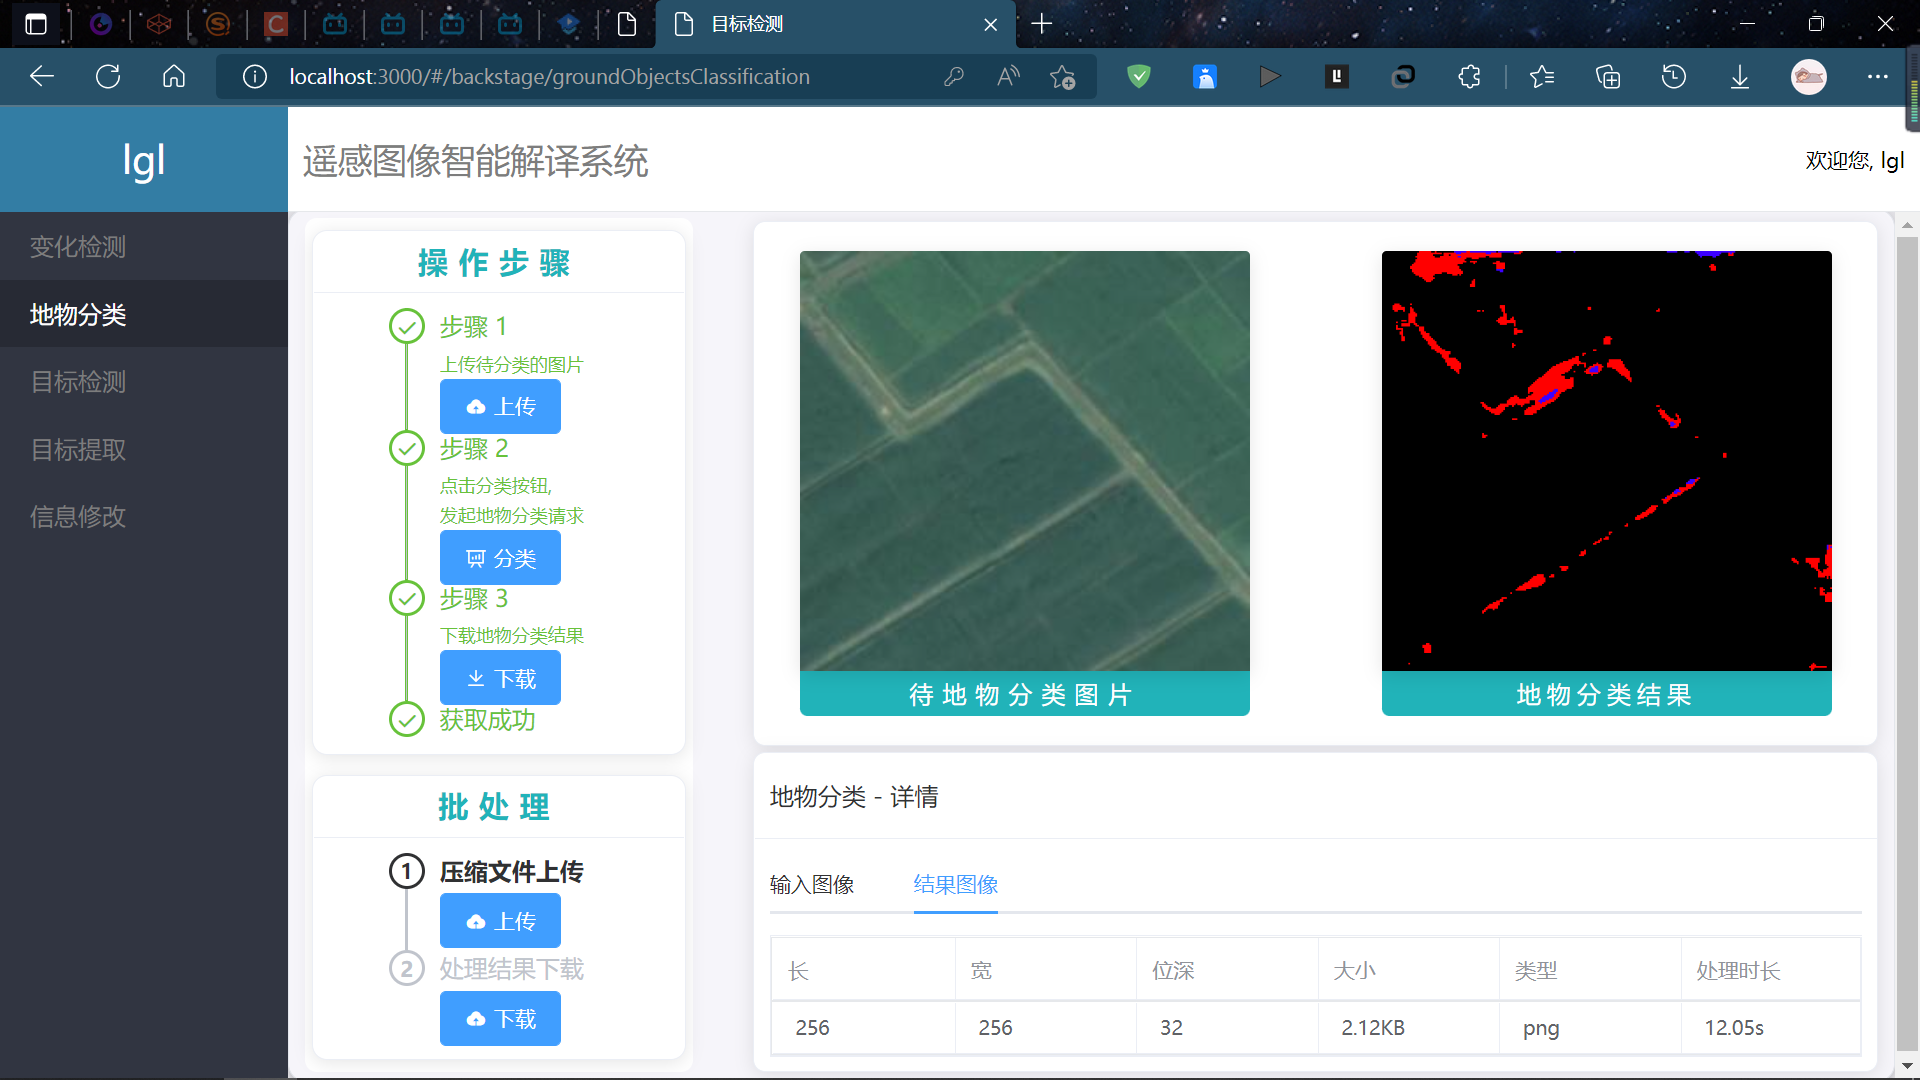 目标检测
localhost:3000/#/backstage/groundObjectsClassification
lgl
遥感图像智能解译系统
欢迎您, lgl
变化检测
地物分类
目标检测
目标提取
信息修改
操作步骤
步骤 1
上传待分类的图片
上传
步骤 2
点击分类按钮,
发起地物分类请求
分类
步骤 3
下载地物分类结果
下载
获取成功
批处理
1 压缩文件上传
上传
2 处理结果下载
下载
待地物分类图片
地物分类结果
地物分类 - 详情
输入图像 结果图像
长 宽 位深 大小 类型 处理时长
256 256 32 2.12KB png 12.05s